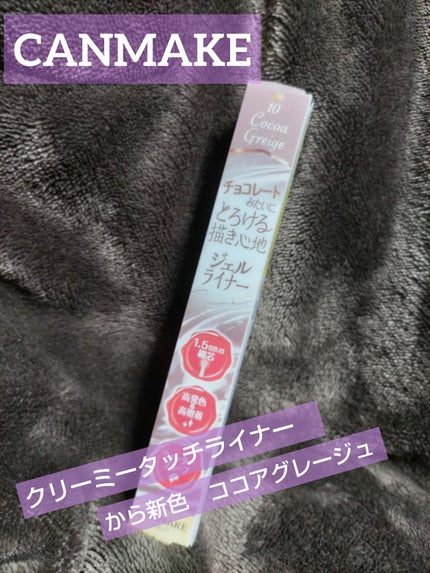 CANMAKE
10
Cocoa
Greige
チョコレート
みたいに
とろける
描き心地
ジェル
ライナー
1.5mmの
細芯
高発色
&
高密着
クリーミータッチライナー
から新色 ココアグレージュ
MAKE